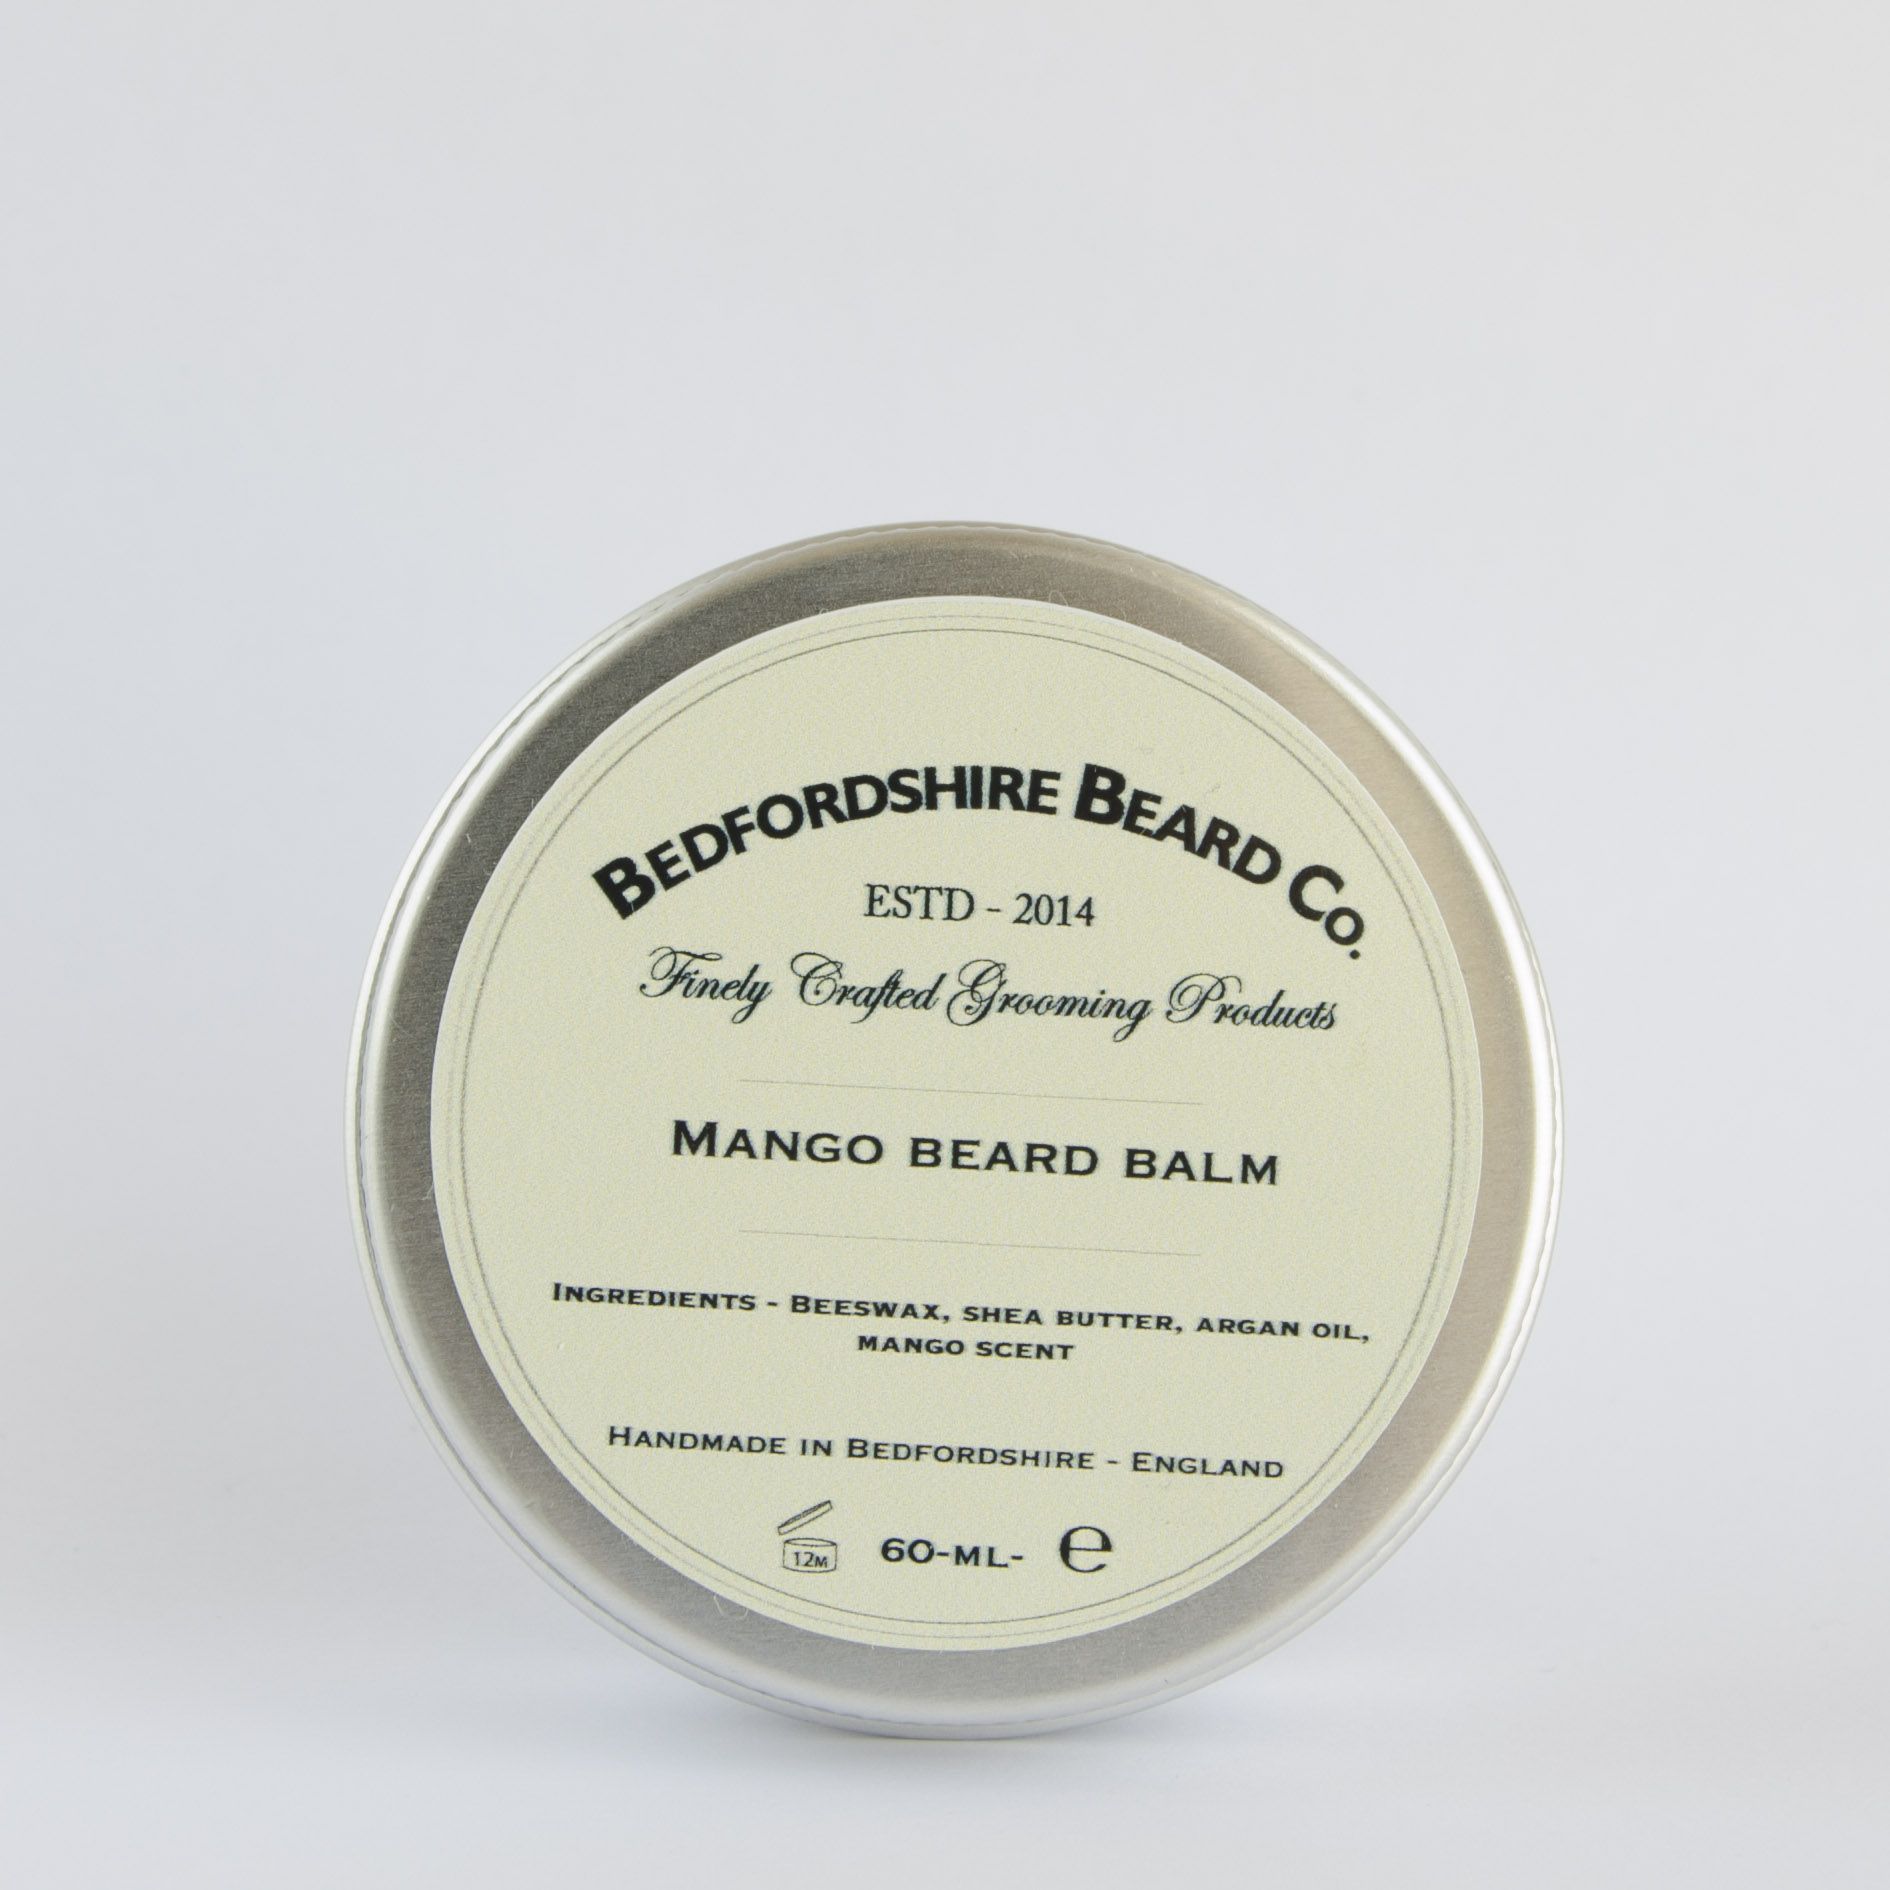 Bedfordshire Beard Co.
ESTD - 2014
Finely Crafted Grooming Products
Mango beard balm
Ingredients - Beeswax, shea butter, argan oil,
mango scent
Handmade in Bedfordshire - England
12M 60-ml- e